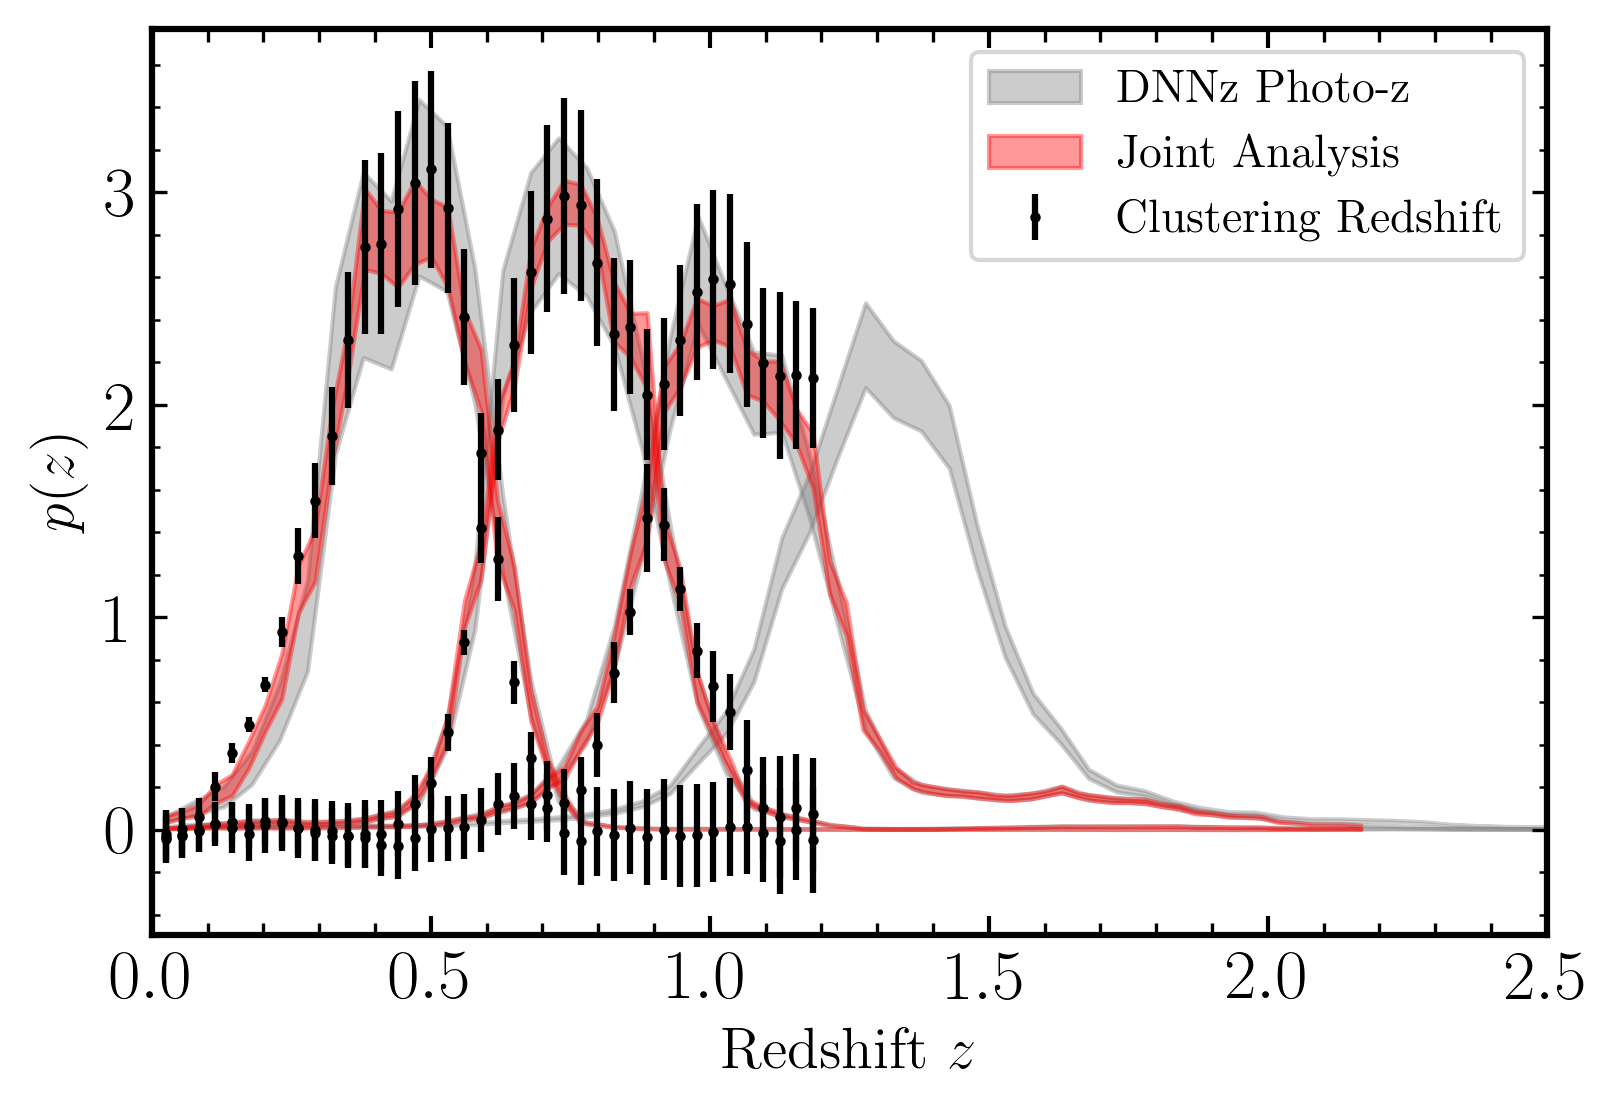 DNNz Photo-z
Joint Analysis
Clustering Redshift
p(z)
3
2
1
0
0.0 0.5 1.0 1.5 2.0 2.5
Redshift z